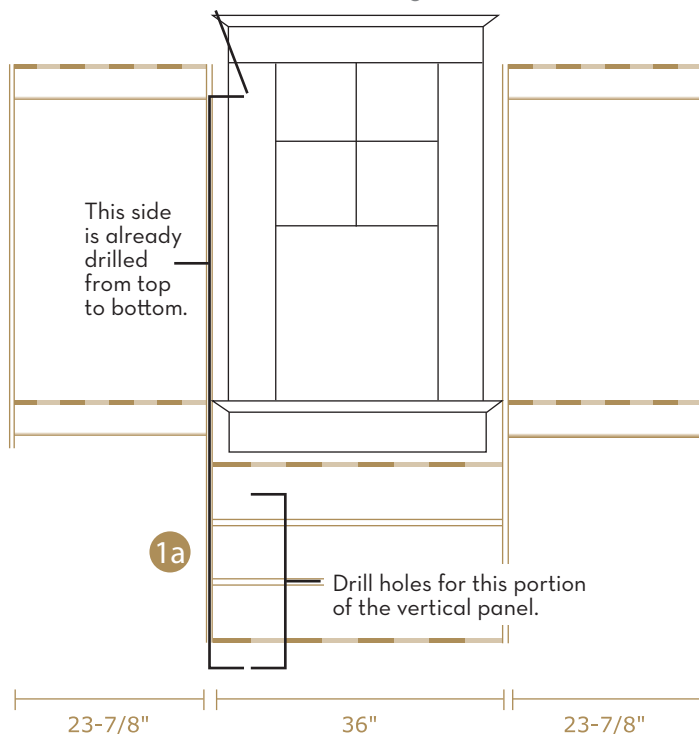 This side
is already
drilled
from top
to bottom.
1a
Drill holes for this portion
of the vertical panel.
23-7/8"
36"
23-7/8"